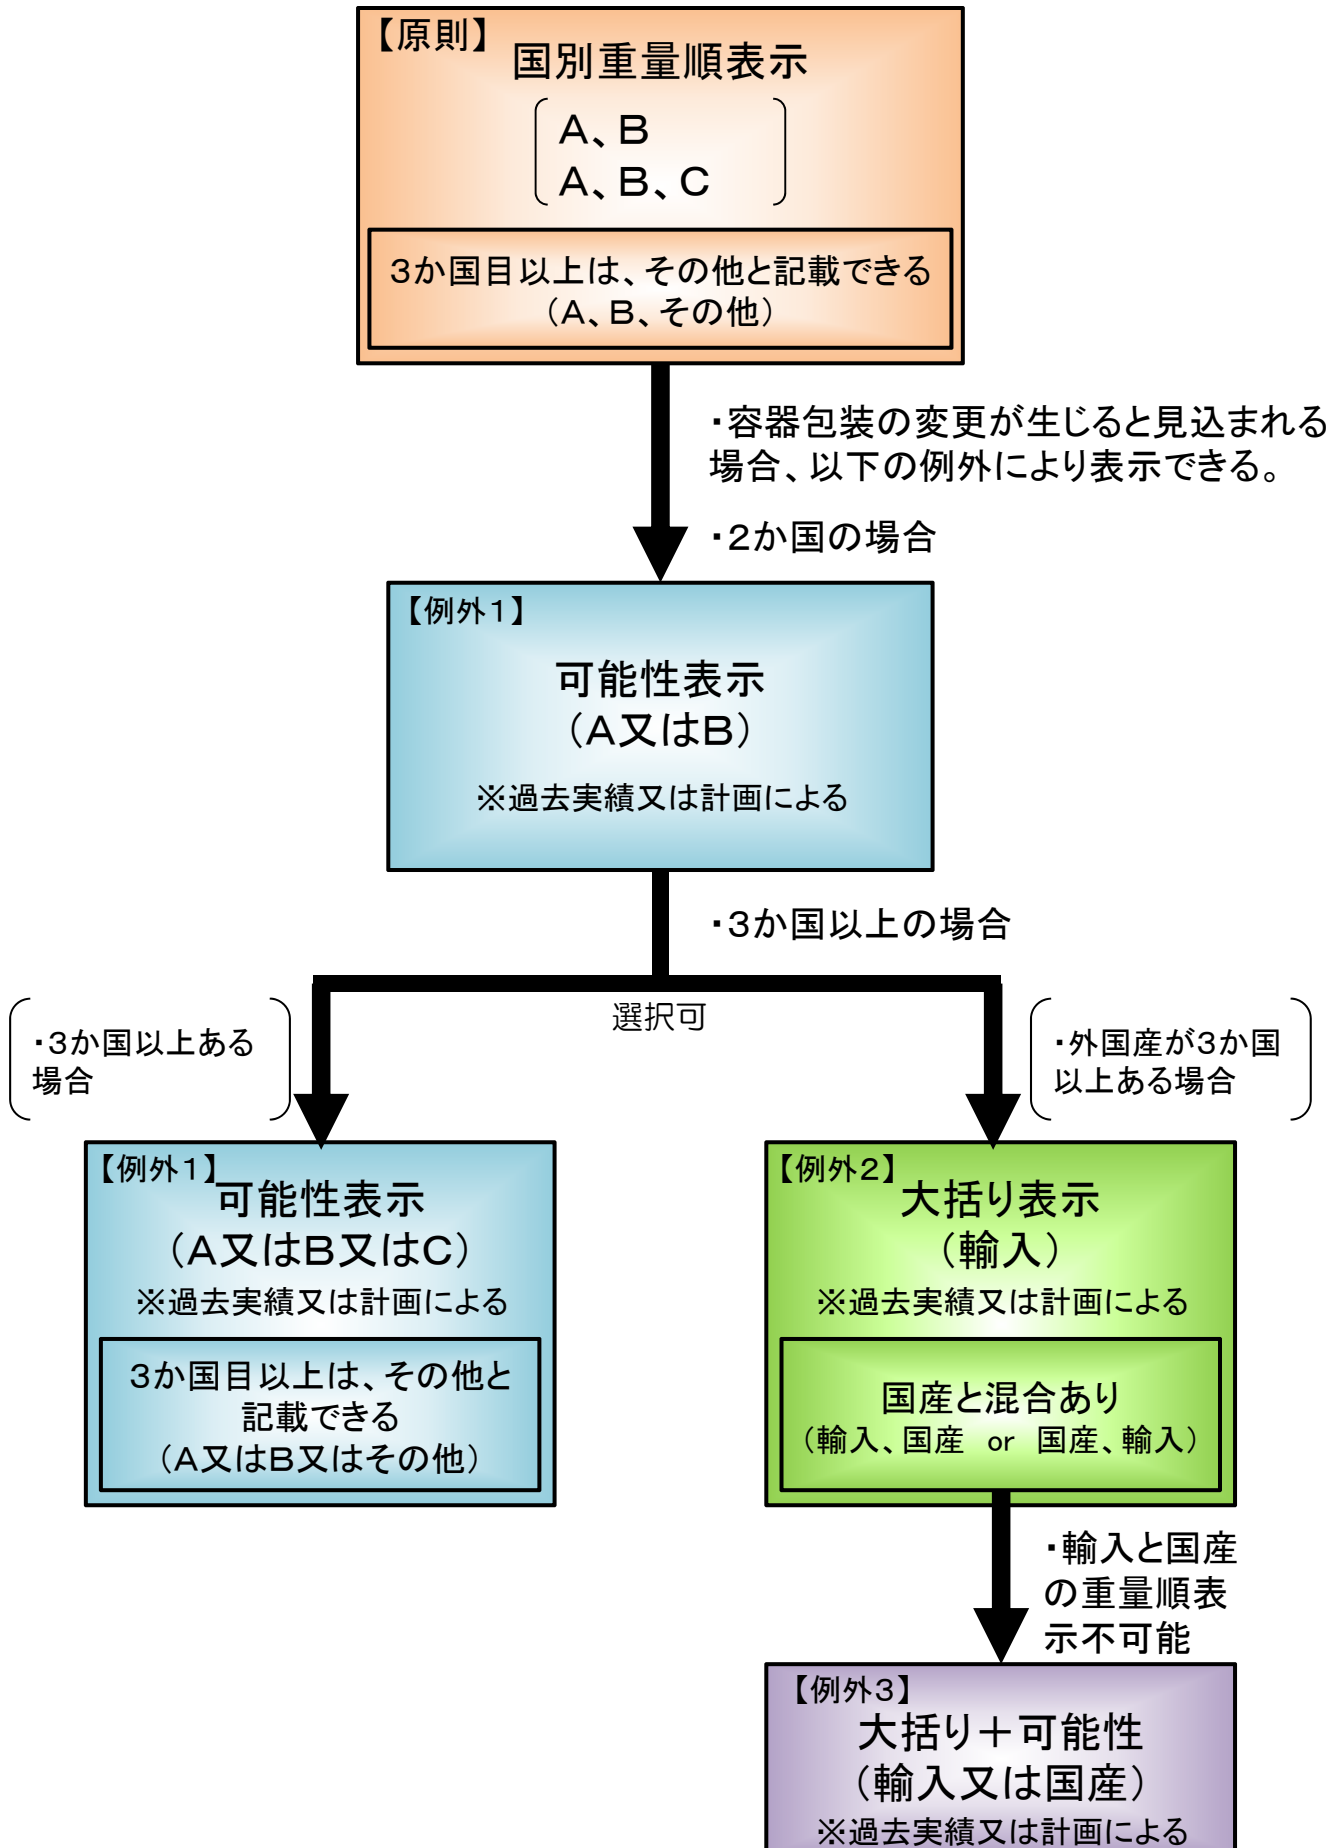 【原則】
国別重量順表示
A、B
A、B、C
3か国目以上は、その他と記載できる
（A、B、その他）
・容器包装の変更が生じると見込まれる
場合、以下の例外により表示できる。
・2か国の場合
【例外1】
可能性表示
（A又はB）
※過去実績又は計画による
・3か国以上の場合
選択可
・3か国以上ある
場合
・外国産が3か国
以上ある場合
【例外1】
可能性表示
（A又はB又はC）
※過去実績又は計画による
3か国目以上は、その他と
記載できる
（A又はB又はその他）
【例外2】
大括り表示
（輸入）
※過去実績又は計画による
国産と混合あり
（輸入、国産 or 国産、輸入）
・輸入と国産
の重量順表
示不可能
【例外3】
大括り＋可能性
（輸入又は国産）
※過去実績又は計画による